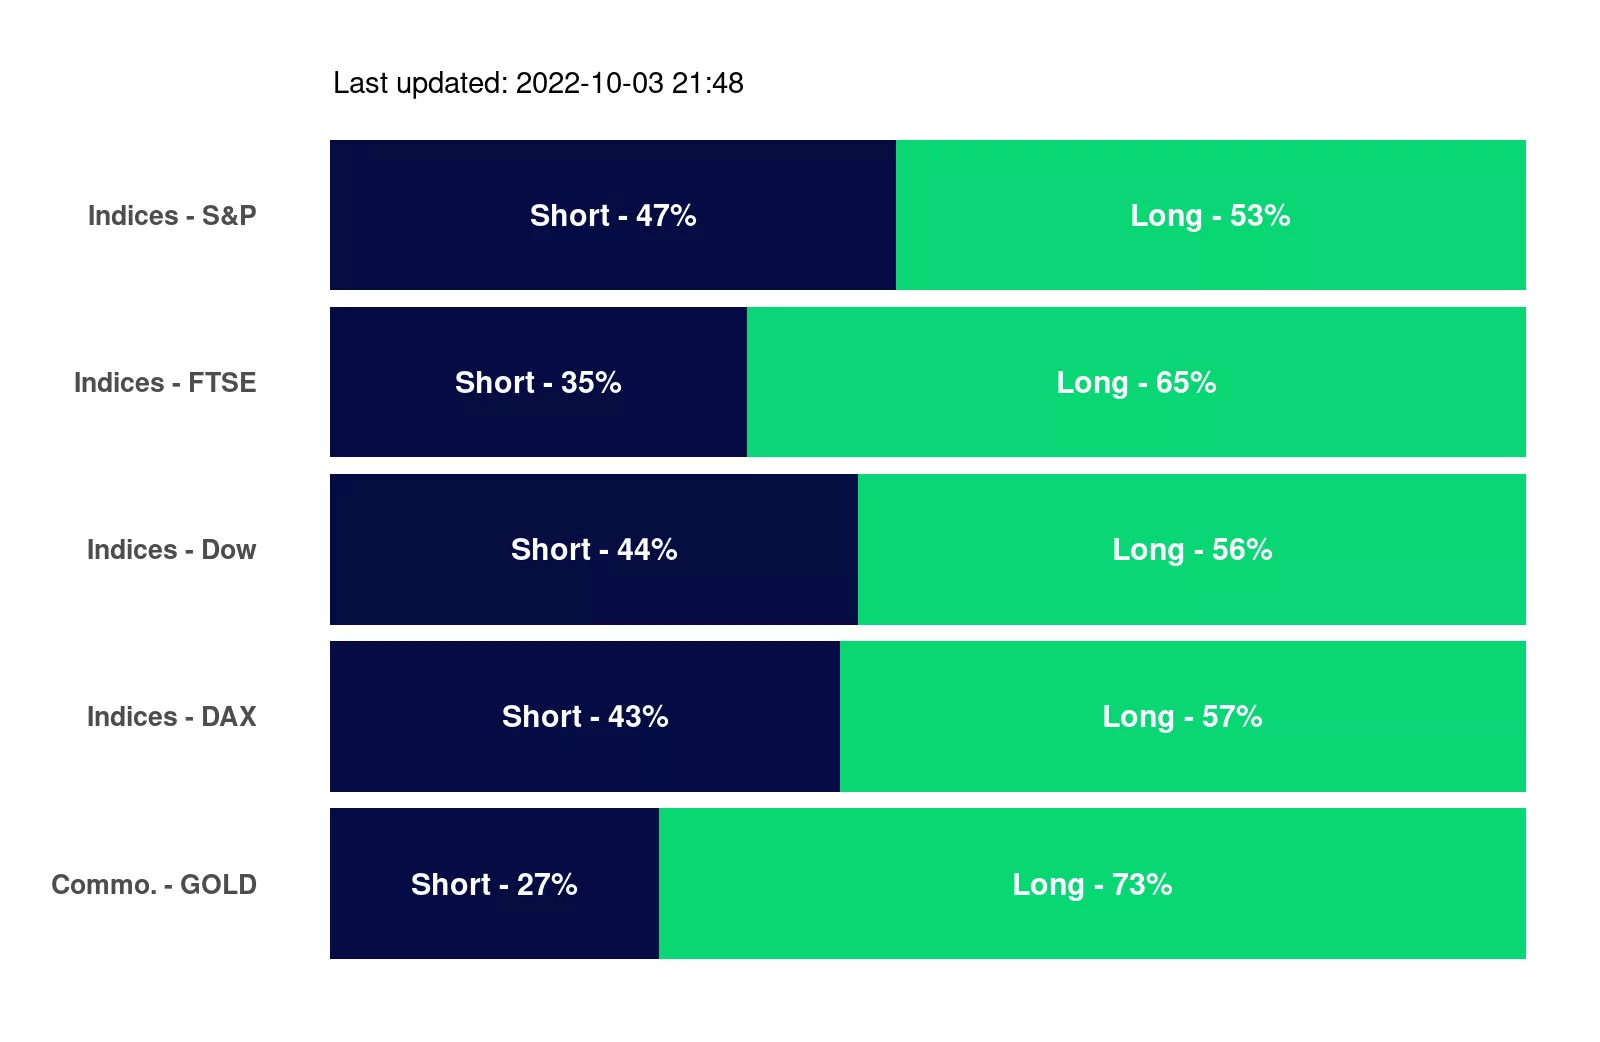 Last updated: 2022-10-03 21:48
Indices - S&P Short - 47% Long - 53%
Indices - FTSE Short - 35% Long - 65%
Indices - Dow Short - 44% Long - 56%
Indices - DAX Short - 43% Long - 57%
Commo. - GOLD Short - 27% Long - 73%